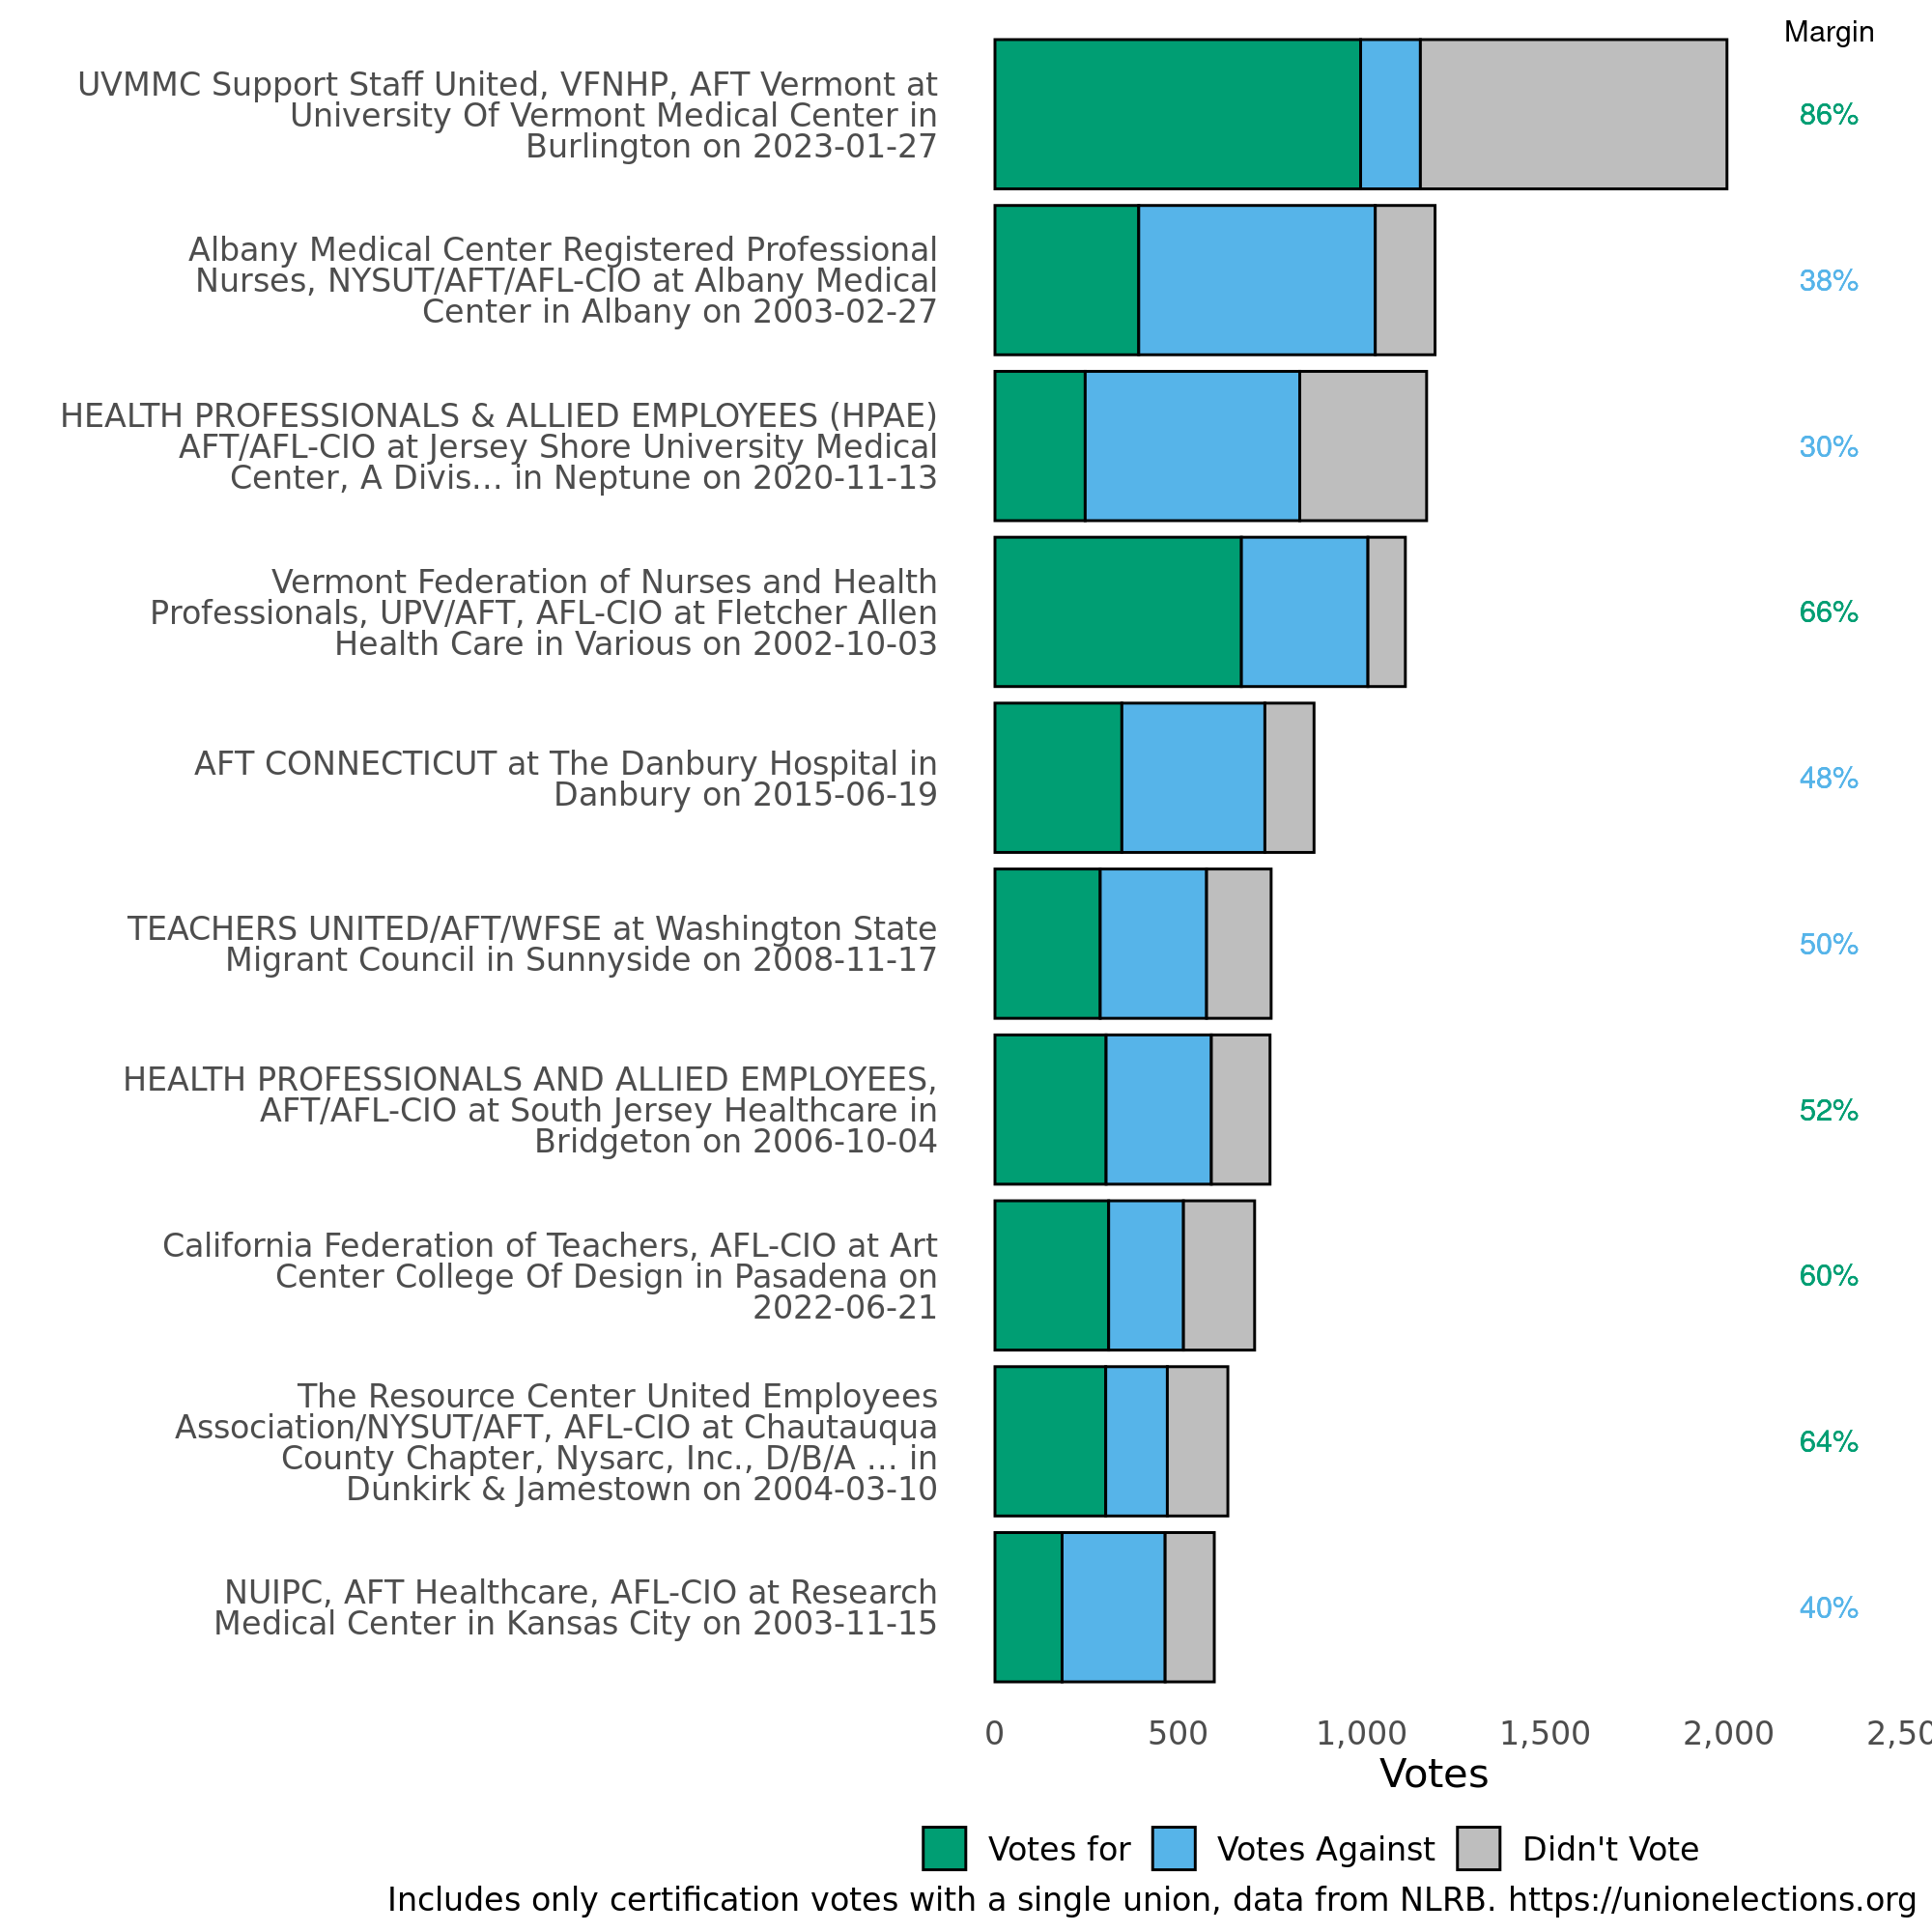 Margin
UVMMC Support Staff United, VFNHP, AFT Vermont at
University Of Vermont Medical Center in
Burlington on 2023-01-27
86%
Albany Medical Center Registered Professional
Nurses, NYSUT/AFT/AFL-CIO at Albany Medical
Center in Albany on 2003-02-27
38%
HEALTH PROFESSIONALS & ALLIED EMPLOYEES (HPAE)
AFT/AFL-CIO at Jersey Shore University Medical
Center, A Divis... in Neptune on 2020-11-13
30%
Vermont Federation of Nurses and Health
Professionals, UPV/AFT, AFL-CIO at Fletcher Allen
Health Care in Various on 2002-10-03
66%
AFT CONNECTICUT at The Danbury Hospital in
Danbury on 2015-06-19
48%
TEACHERS UNITED/AFT/WFSE at Washington State
Migrant Council in Sunnyside on 2008-11-17
50%
HEALTH PROFESSIONALS AND ALLIED EMPLOYEES,
AFT/AFL-CIO at South Jersey Healthcare in
Bridgeton on 2006-10-04
52%
California Federation of Teachers, AFL-CIO at Art
Center College Of Design in Pasadena on
2022-06-21
60%
The Resource Center United Employees
Association/NYSUT/AFT, AFL-CIO at Chautauqua
County Chapter, Nysarc, Inc., D/B/A ... in
Dunkirk & Jamestown on 2004-03-10
64%
NUIPC, AFT Healthcare, AFL-CIO at Research
Medical Center in Kansas City on 2003-11-15
40%
0 500 1,000 1,500 2,000 2,50
Votes
Votes for Votes Against Didn't Vote
Includes only certification votes with a single union, data from NLRB. https://unionelections.org